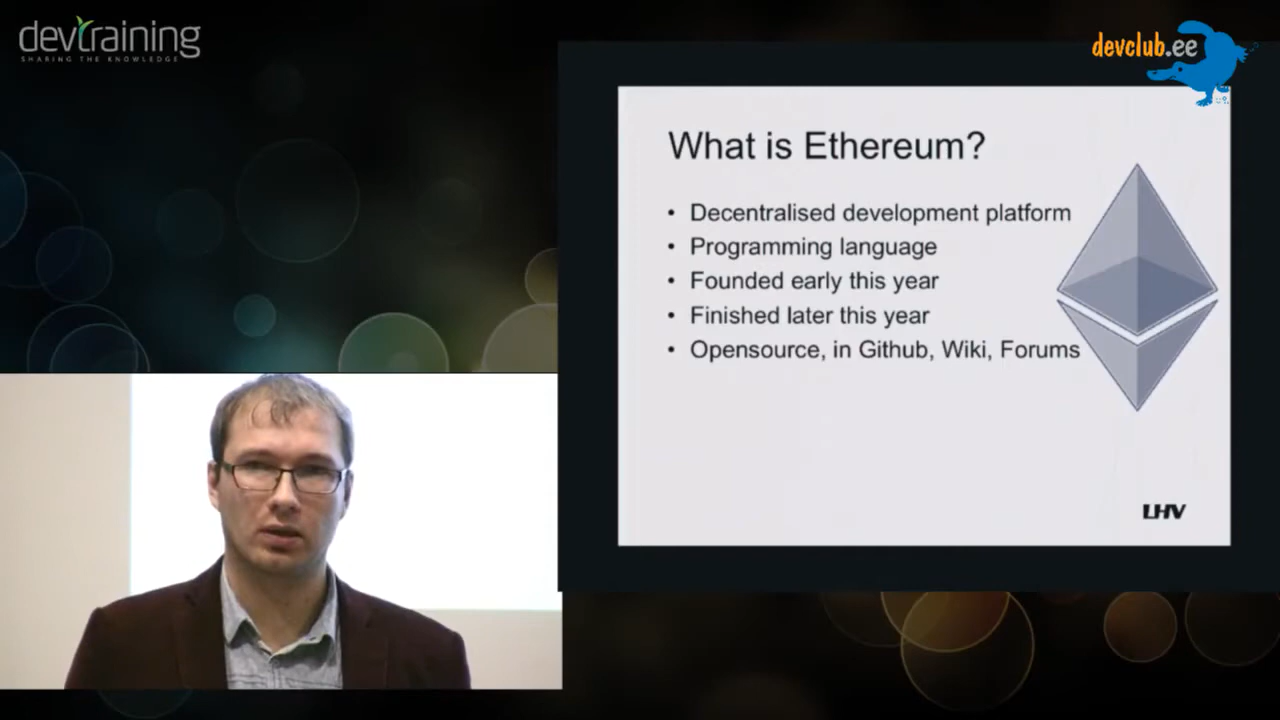 devtraining
SHARING THE KNOWLEDGE
devclub.ee
What is Ethereum?
• Decentralised development platform
• Programming language
• Founded early this year
• Finished later this year
• Opensource, in Github, Wiki, Forums
LHV